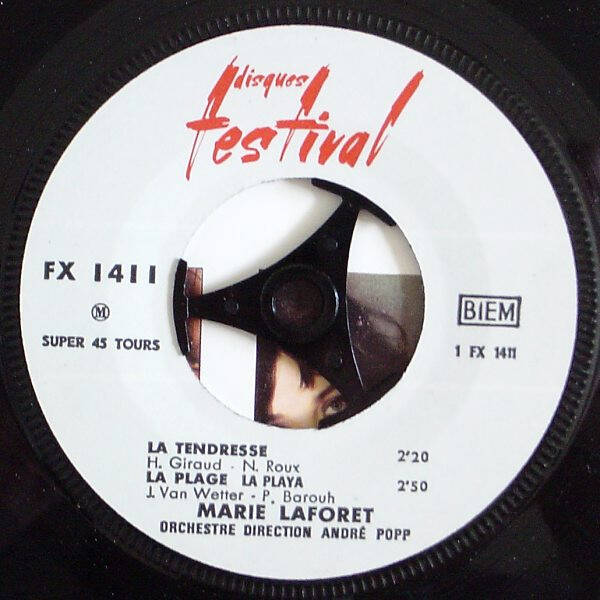 disques
festival
FX 1411
M
SUPER 45 TOURS
BIEM
1 FX 1411
LA TENDRESSE 2'20
H. Giraud - N. Roux
LA PLAGE LA PLAYA 2'50
J. Van Wetter - P. Barouh
MARIE LAFORET
ORCHESTRE DIRECTION ANDRÉ POPP